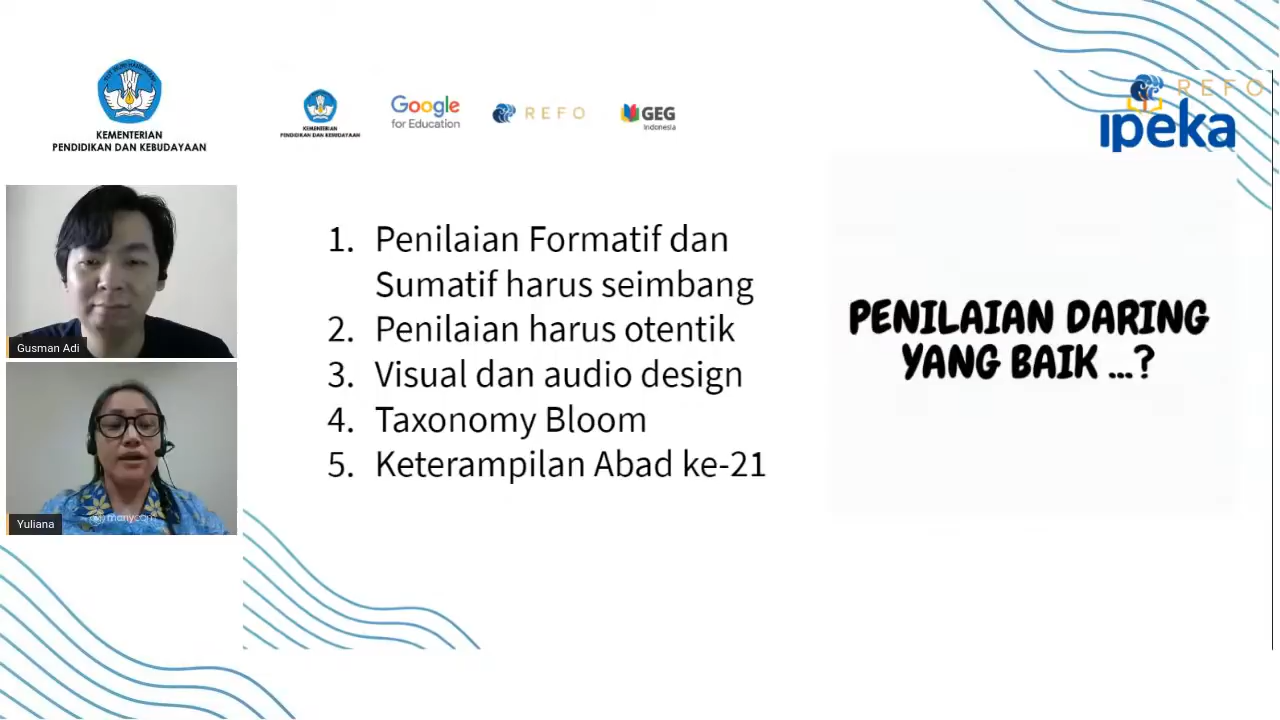 KEMENTERIAN
PENDIDIKAN DAN KEBUDAYAAN
KEMENTERIAN
PENDIDIKAN DAN KEBUDAYAAN
Google
for Education
REFO
GEG
Indonesia
REFO
ipeka
Gusman Adi
Yuliana
manycam
1. Penilaian Formatif dan
Sumatif harus seimbang
2. Penilaian harus otentik
3. Visual dan audio design
4. Taxonomy Bloom
5. Keterampilan Abad ke-21
PENILAIAN DARING
YANG BAIK ...?